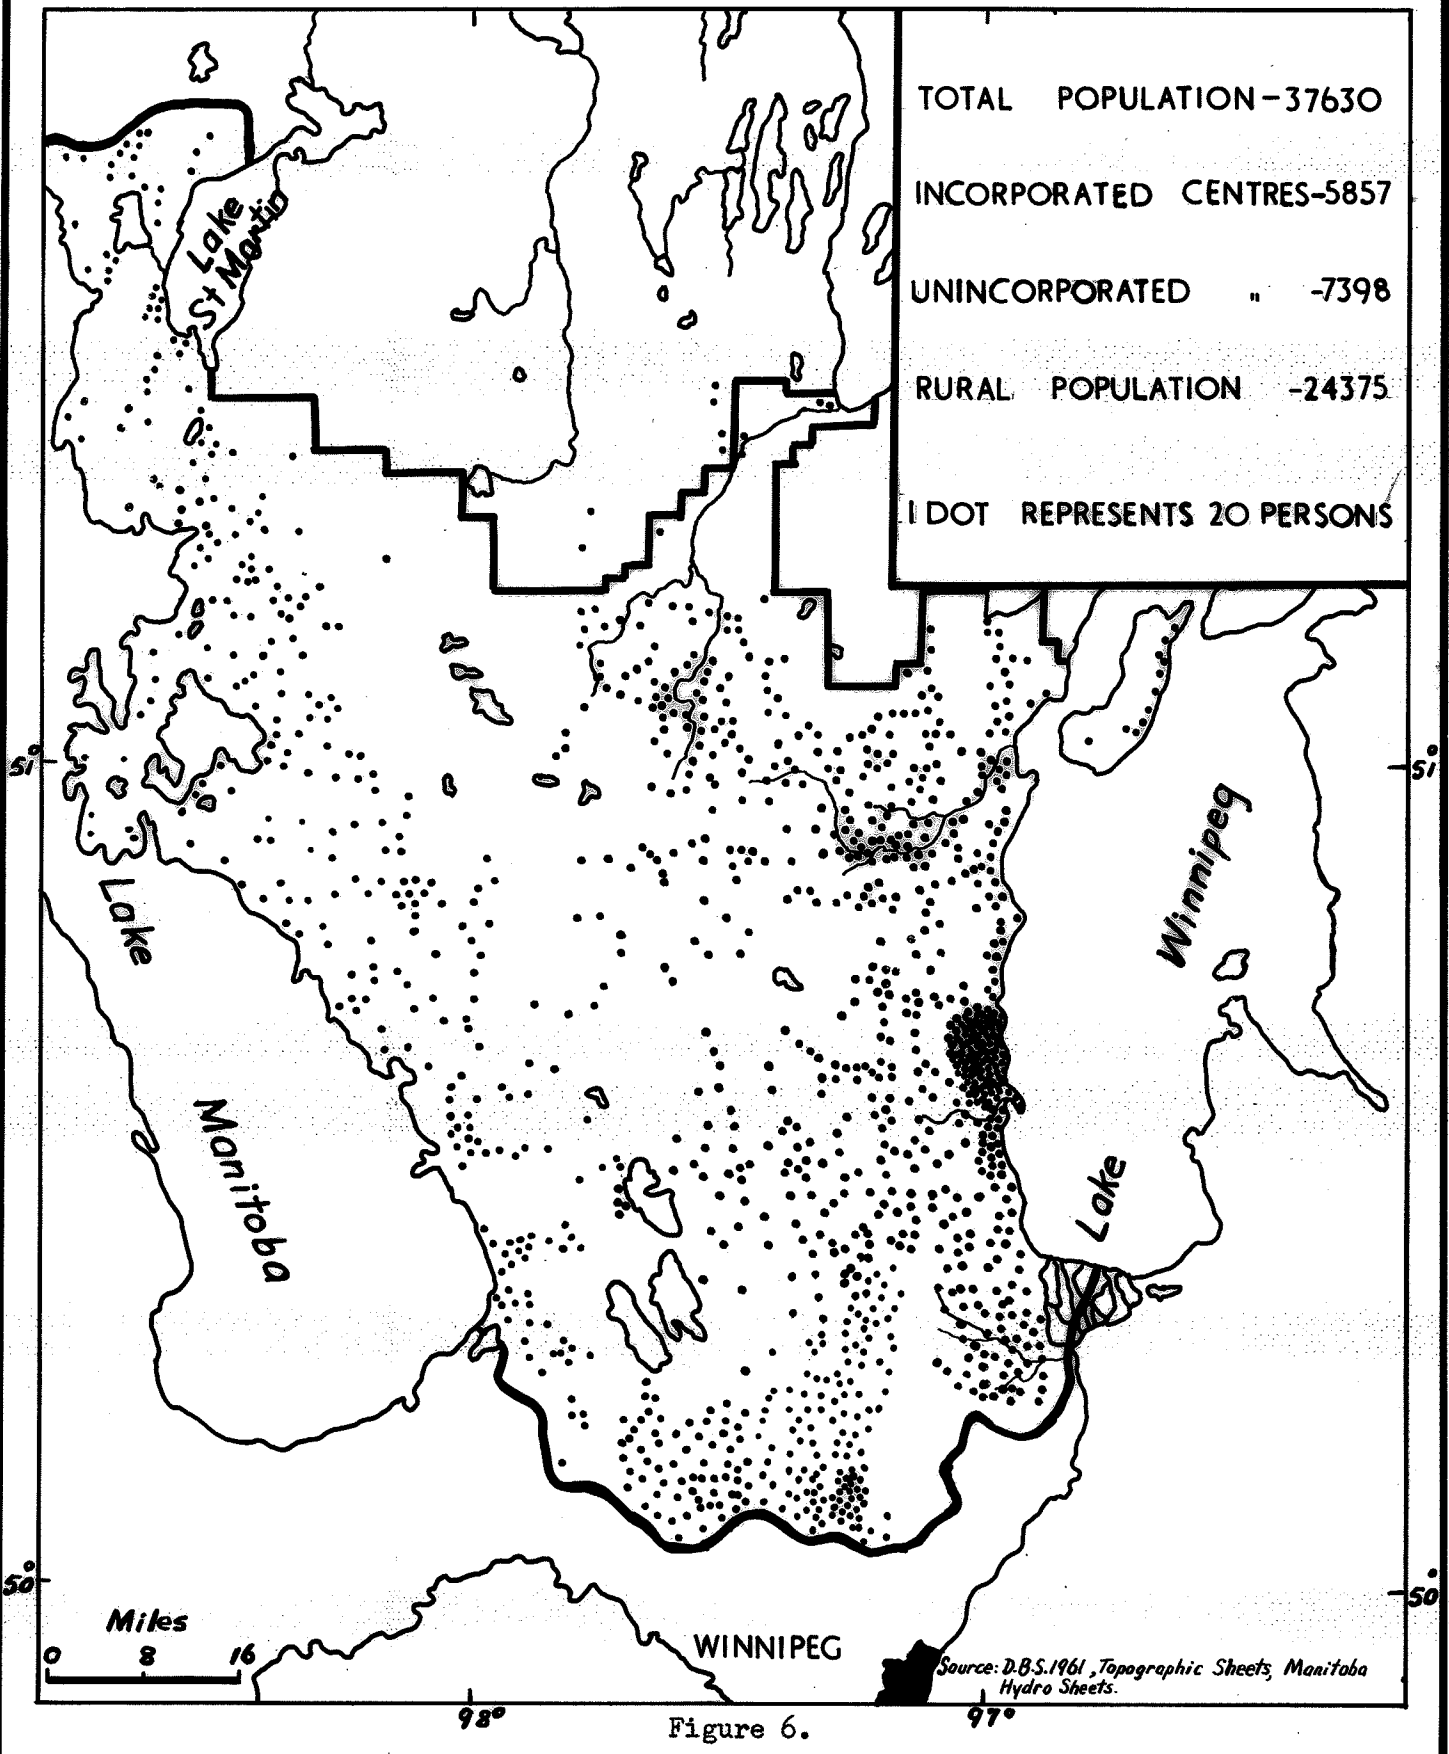 TOTAL POPULATION-37630
INCORPORATED CENTRES-5857
UNINCORPORATED " -7398
RURAL POPULATION -24375
1 DOT REPRESENTS 20 PERSONS
Lake
St Martin
51°
51°
Winnipeg
Lake
Lake
Manitoba
50°
50°
Miles
0 8 16
WINNIPEG
Source: D.B.S.1961, Topographic Sheets, Manitoba
Hydro Sheets.
98°
97°
Figure 6.